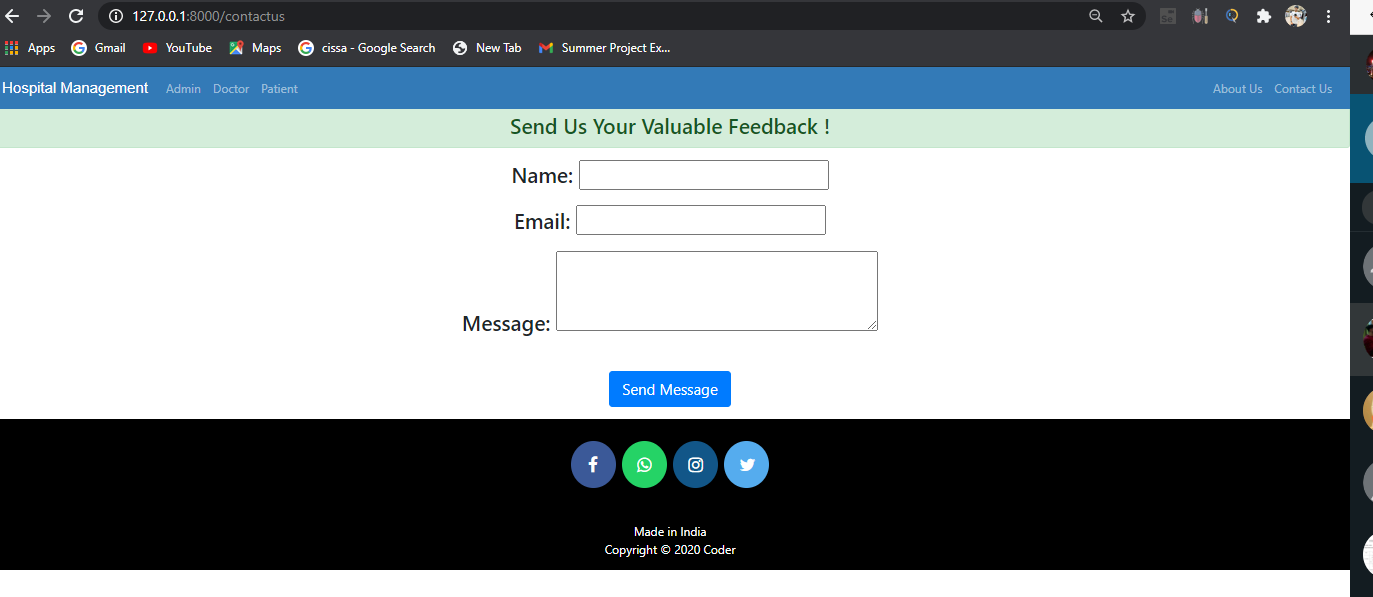 127.0.0.1:8000/contactus
Apps Gmail YouTube Maps cissa - Google Search New Tab Summer Project Ex...
Hospital Management Admin Doctor Patient About Us Contact Us
Send Us Your Valuable Feedback !
Name:
Email:
Message:
Send Message
Made in India
Copyright © 2020 Coder